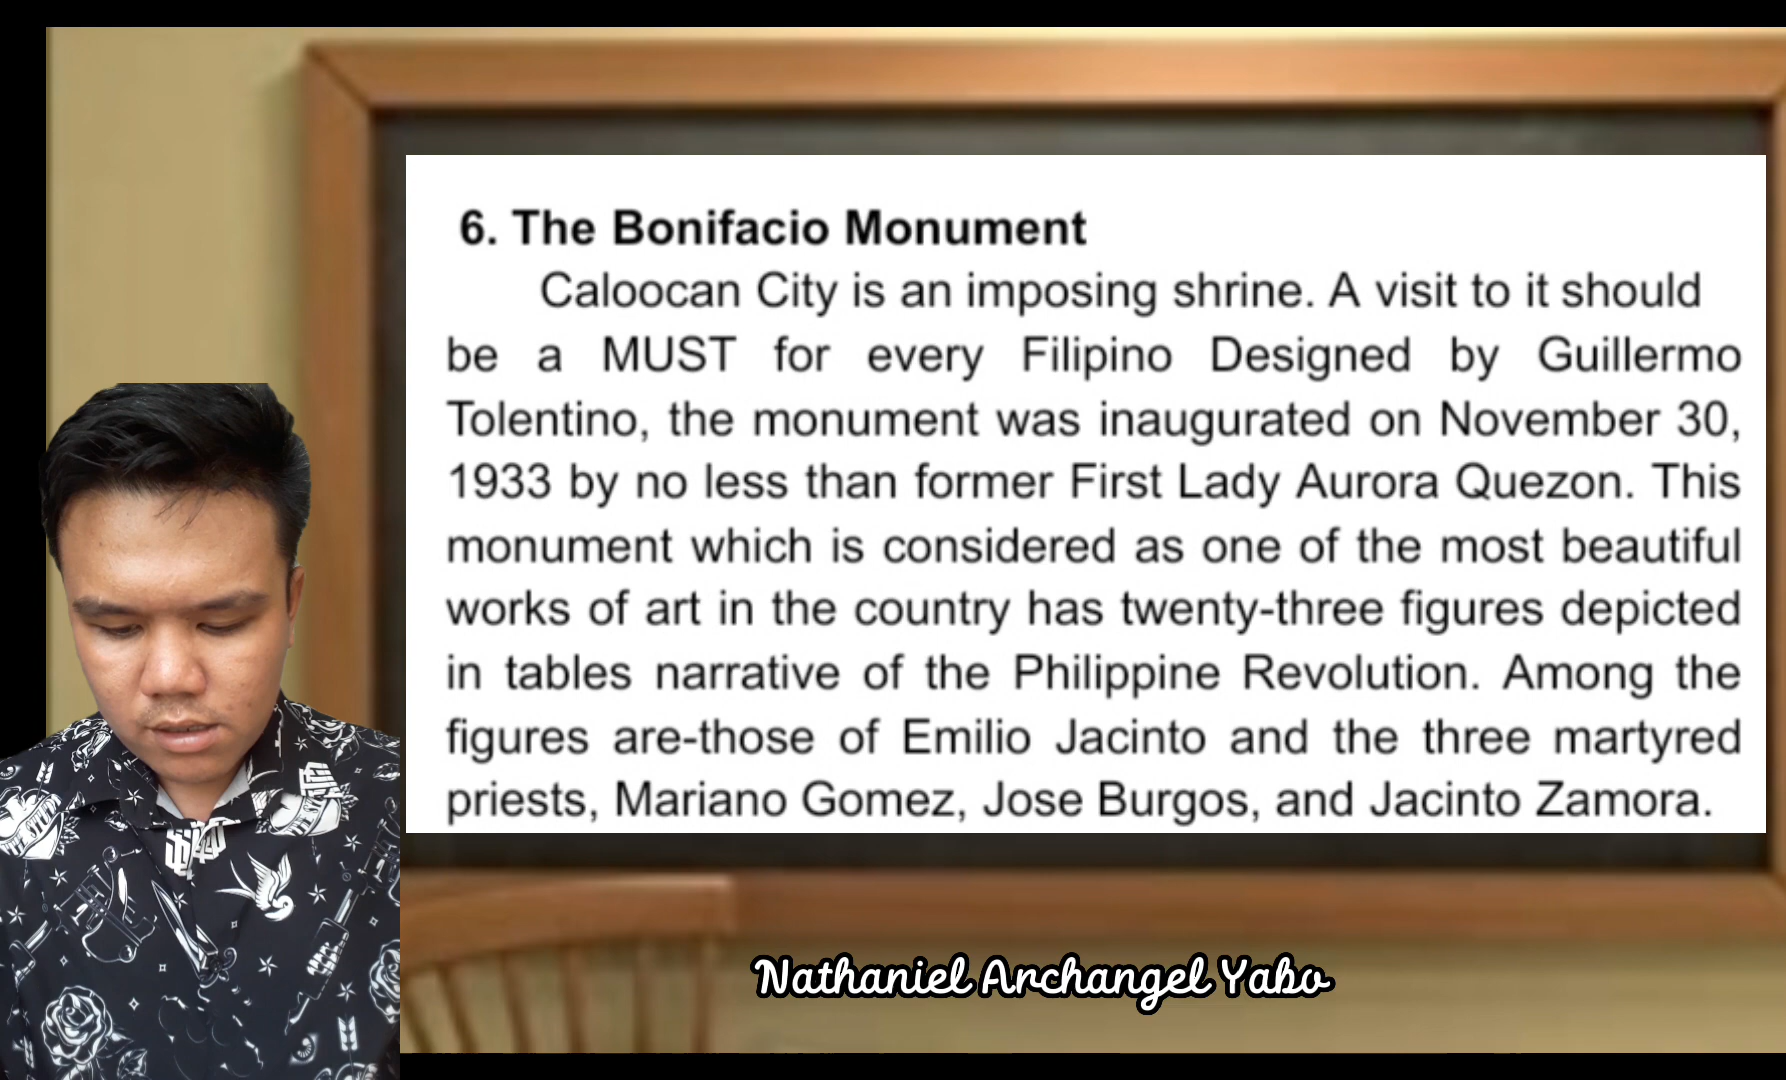 6. The Bonifacio Monument
Caloocan City is an imposing shrine. A visit to it should
be a MUST for every Filipino Designed by Guillermo
Tolentino, the monument was inaugurated on November 30,
1933 by no less than former First Lady Aurora Quezon. This
monument which is considered as one of the most beautiful
works of art in the country has twenty-three figures depicted
in tables narrative of the Philippine Revolution. Among the
figures are-those of Emilio Jacinto and the three martyred
priests, Mariano Gomez, Jose Burgos, and Jacinto Zamora.
Nathaniel Archangel Yabo